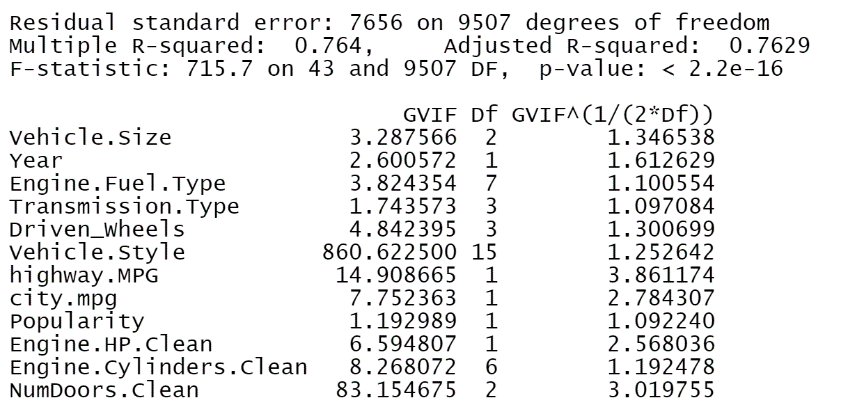 Residual standard error: 7656 on 9507 degrees of freedom
Multiple R-squared:  0.764,     Adjusted R-squared:  0.7629
F-statistic: 715.7 on 43 and 9507 DF,  p-value: < 2.2e-16

                             GVIF Df GVIF^(1/(2*Df))
Vehicle.Size             3.287566  2        1.346538
Year                     2.600572  1        1.612629
Engine.Fuel.Type         3.824354  7        1.100554
Transmission.Type        1.743573  3        1.097084
Driven_Wheels            4.842395  3        1.300699
Vehicle.Style          860.622500 15        1.252642
highway.MPG             14.908665  1        3.861174
city.mpg                 7.752363  1        2.784307
Popularity               1.192989  1        1.092240
Engine.HP.Clean          6.594807  1        2.568036
Engine.Cylinders.Clean   8.268072  6        1.192478
NumDoors.Clean          83.154675  2        3.019755